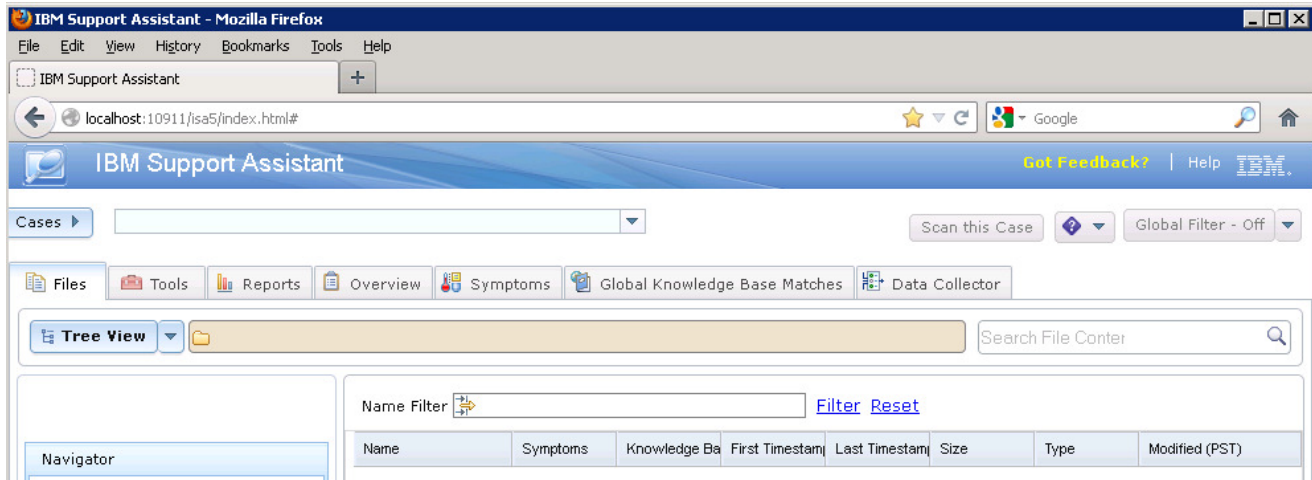 IBM Support Assistant - Mozilla Firefox
File Edit View History Bookmarks Tools Help
IBM Support Assistant +
localhost:10911/isa5/index.html# Google
IBM Support Assistant Got Feedback? | Help IBM.
Cases Scan this Case Global Filter - Off
Files Tools Reports Overview Symptoms Global Knowledge Base Matches Data Collector
Tree View Search File Conter
Name Filter Filter Reset
Name Symptoms Knowledge Ba First Timestam Last Timestam Size Type Modified (PST)
Navigator